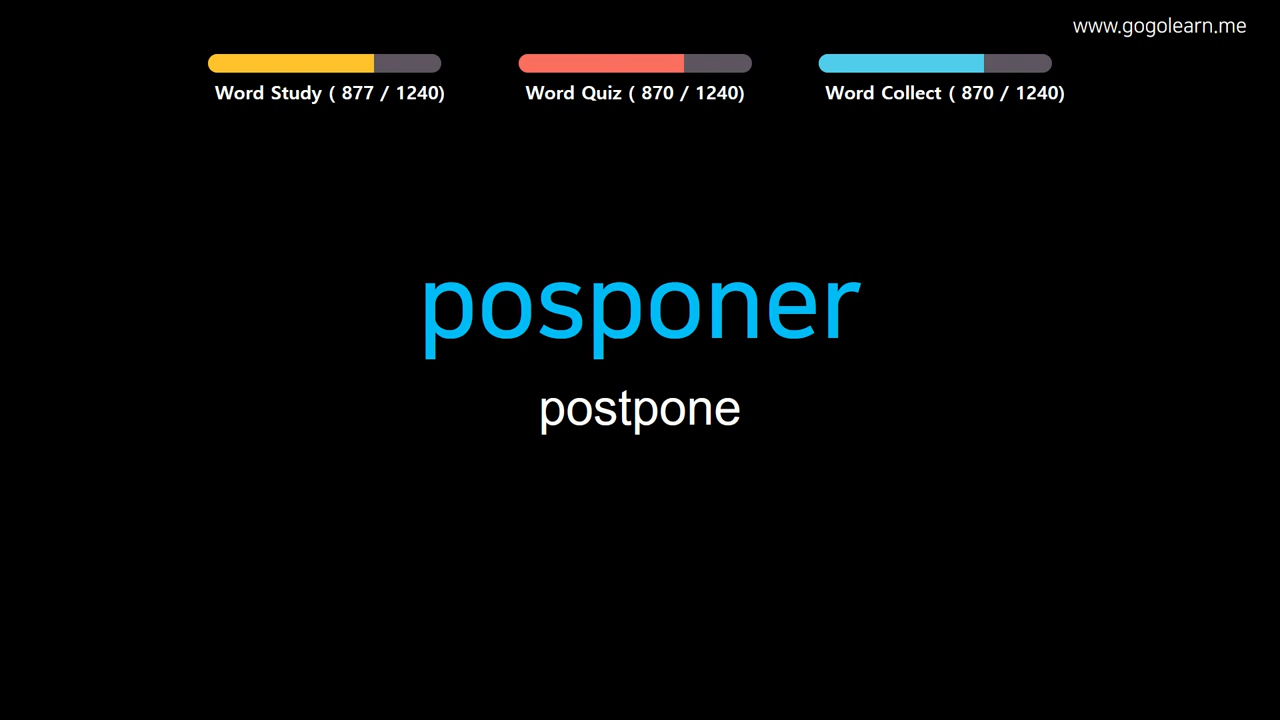 www.gogolearn.me
Word Study ( 877 / 1240)
Word Quiz ( 870 / 1240)
Word Collect ( 870 / 1240)
posponer
postpone